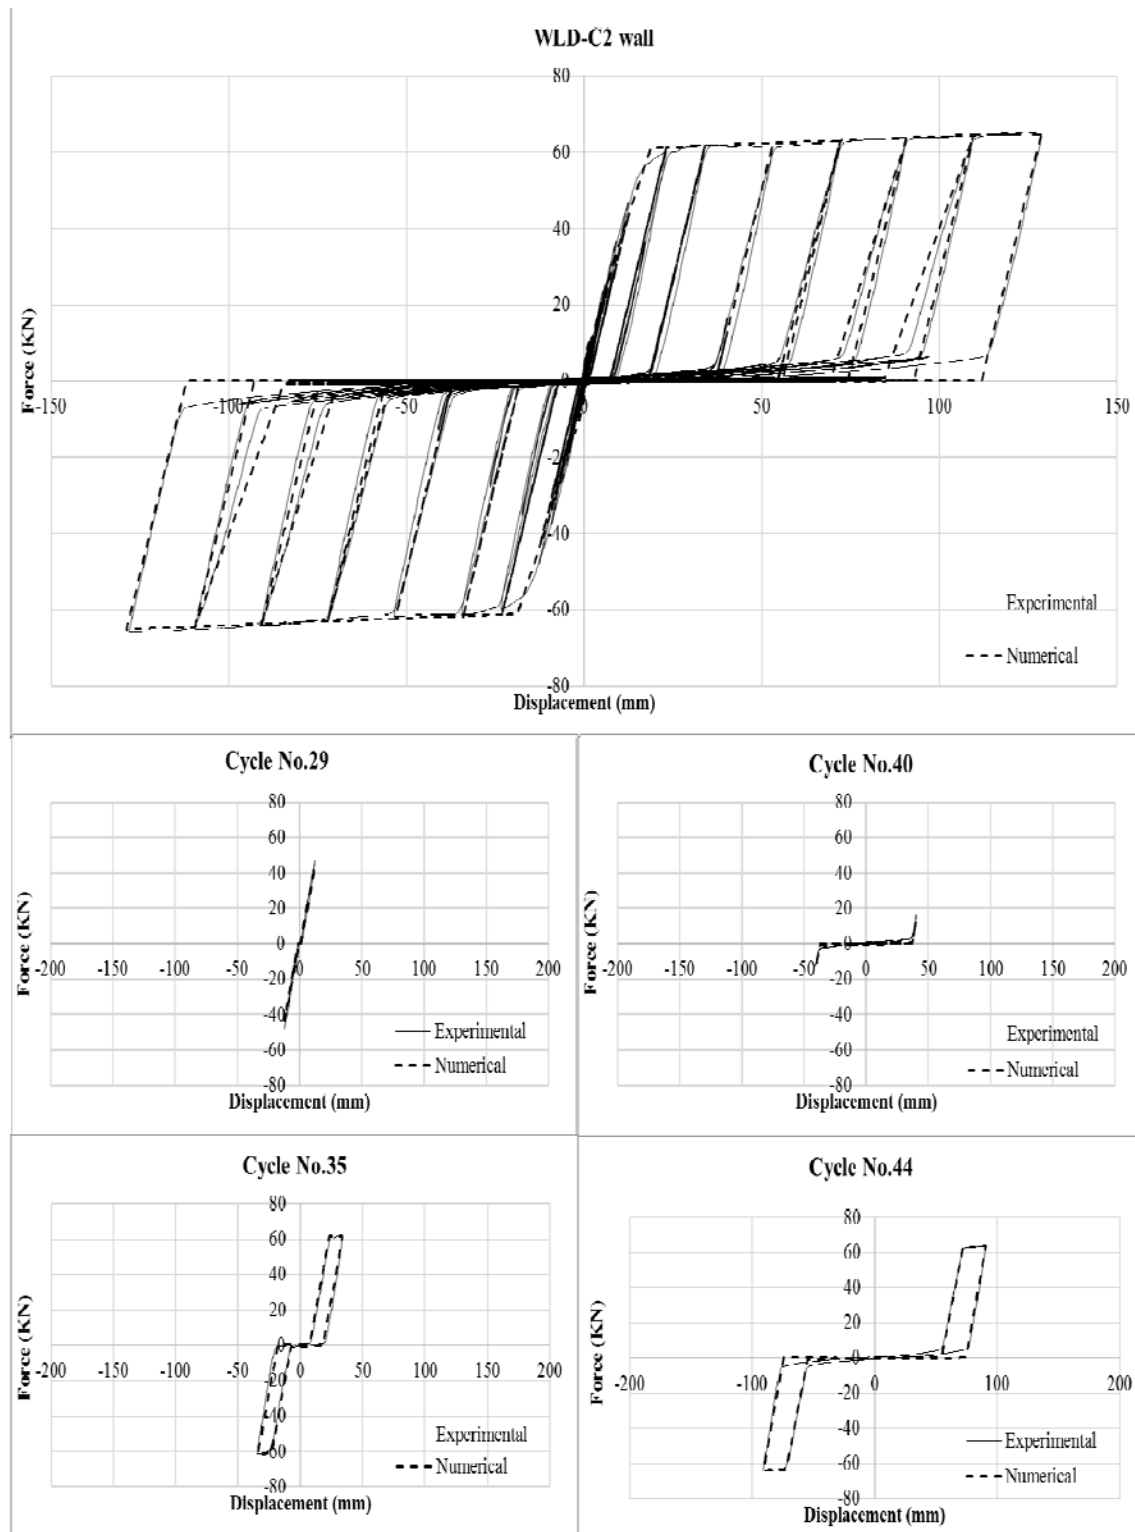 WLD-C2 wall
80
60
40
20
0
-150 -100 -50 0 50 100 150
-2
-40
-60
-80
Force (KN)
Displacement (mm)
Experimental
Numerical
Cycle No.29
80
60
40
20
0
-200 -150 -100 -50 0 50 100 150 200
-20
-40
-60
-80
Force (KN)
Displacement (mm)
Experimental
Numerical
Cycle No.40
80
60
40
20
0
-200 -150 -100 -50 0 50 100 150 200
-20
-40
-60
-80
Force (KN)
Displacement (mm)
Experimental
Numerical
Cycle No.35
80
60
40
20
0
-200 -150 -100 -50 0 50 100 150 200
-20
-40
-60
-80
Force (KN)
Displacement (mm)
Experimental
Numerical
Cycle No.44
80
60
40
20
0
-200 -100 0 100 200
-20
-40
-60
-80
Force (KN)
Displacement (mm)
Experimental
Numerical